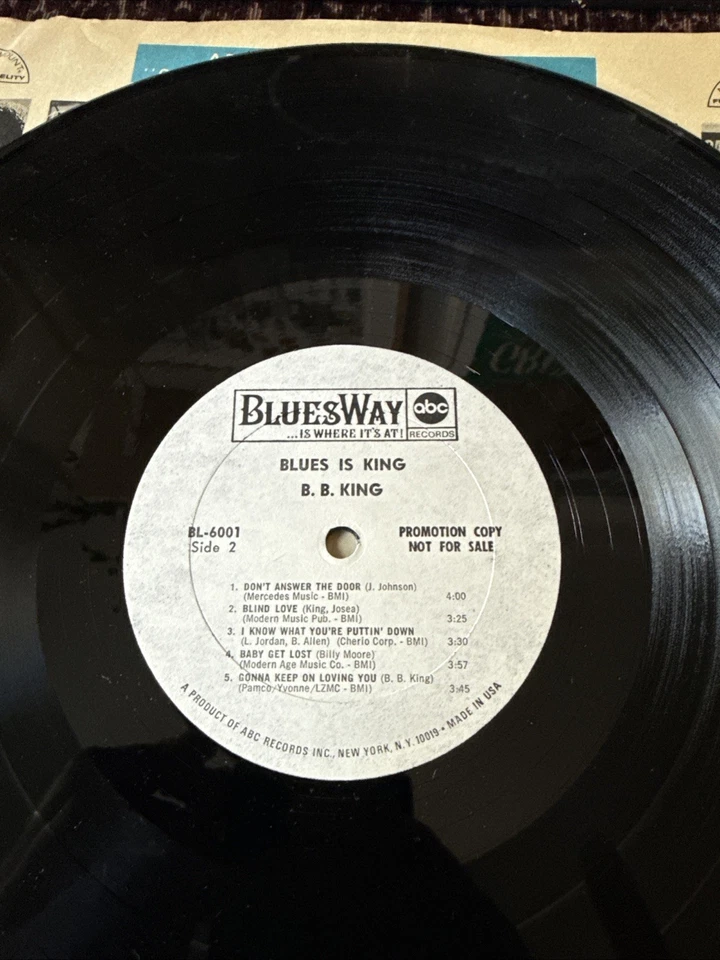 BLUESWAY abc
...IS WHERE IT'S AT! RECORDS
BLUES IS KING
B. B. KING
BL-6001 PROMOTION COPY
Side 2 NOT FOR SALE
1. DON'T ANSWER THE DOOR (J. Johnson)
(Mercedes Music - BMI) 4:00
2. BLIND LOVE (King, Josea)
(Modern Music Pub. - BMI) 3:25
3. I KNOW WHAT YOU'RE PUTTIN' DOWN
(L. Jordan, B. Allen) (Cherio Corp. - BMI) 3:30
4. BABY GET LOST (Billy Moore)
(Modern Age Music Co. - BMI) 3:57
5. GONNA KEEP ON LOVING YOU (B. B. King)
(Pamco/Yvonne/LZMC - BMI) 3:45
A PRODUCT OF ABC RECORDS INC., NEW YORK, N.Y. 10019 • MADE IN USA